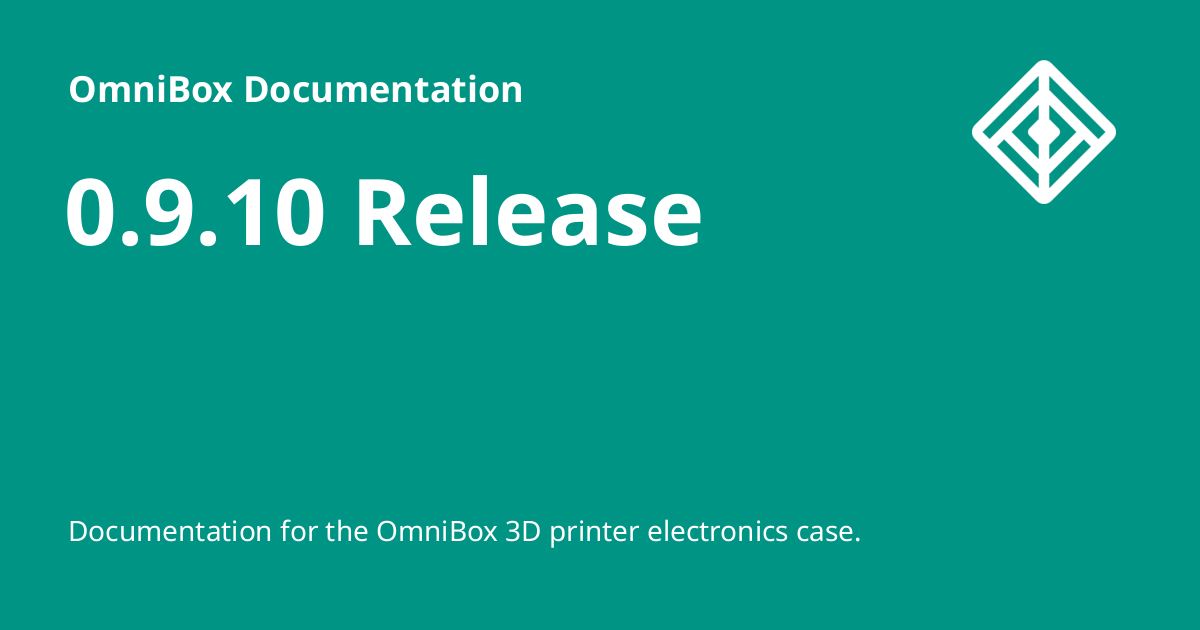 OmniBox Documentation
0.9.10 Release
Documentation for the OmniBox 3D printer electronics case.